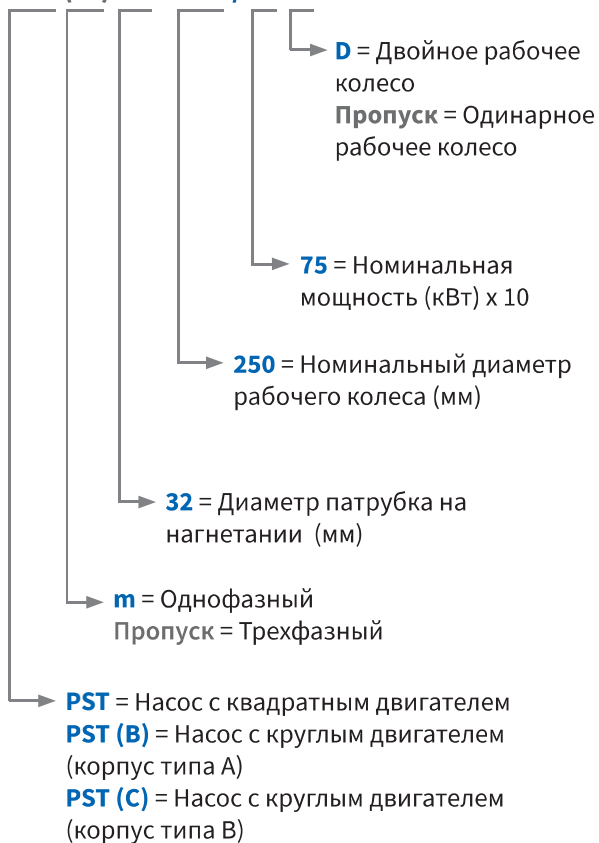 D = Двойное рабочее
колесо
Пропуск = Одинарное
рабочее колесо
75 = Номинальная
мощность (кВт) x 10
250 = Номинальный диаметр
рабочего колеса (мм)
32 = Диаметр патрубка на
нагнетании (мм)
m = Однофазный
Пропуск = Трехфазный
PST = Насос с квадратным двигателем
PST (B) = Насос с круглым двигателем
(корпус типа A)
PST (C) = Насос с круглым двигателем
(корпус типа B)